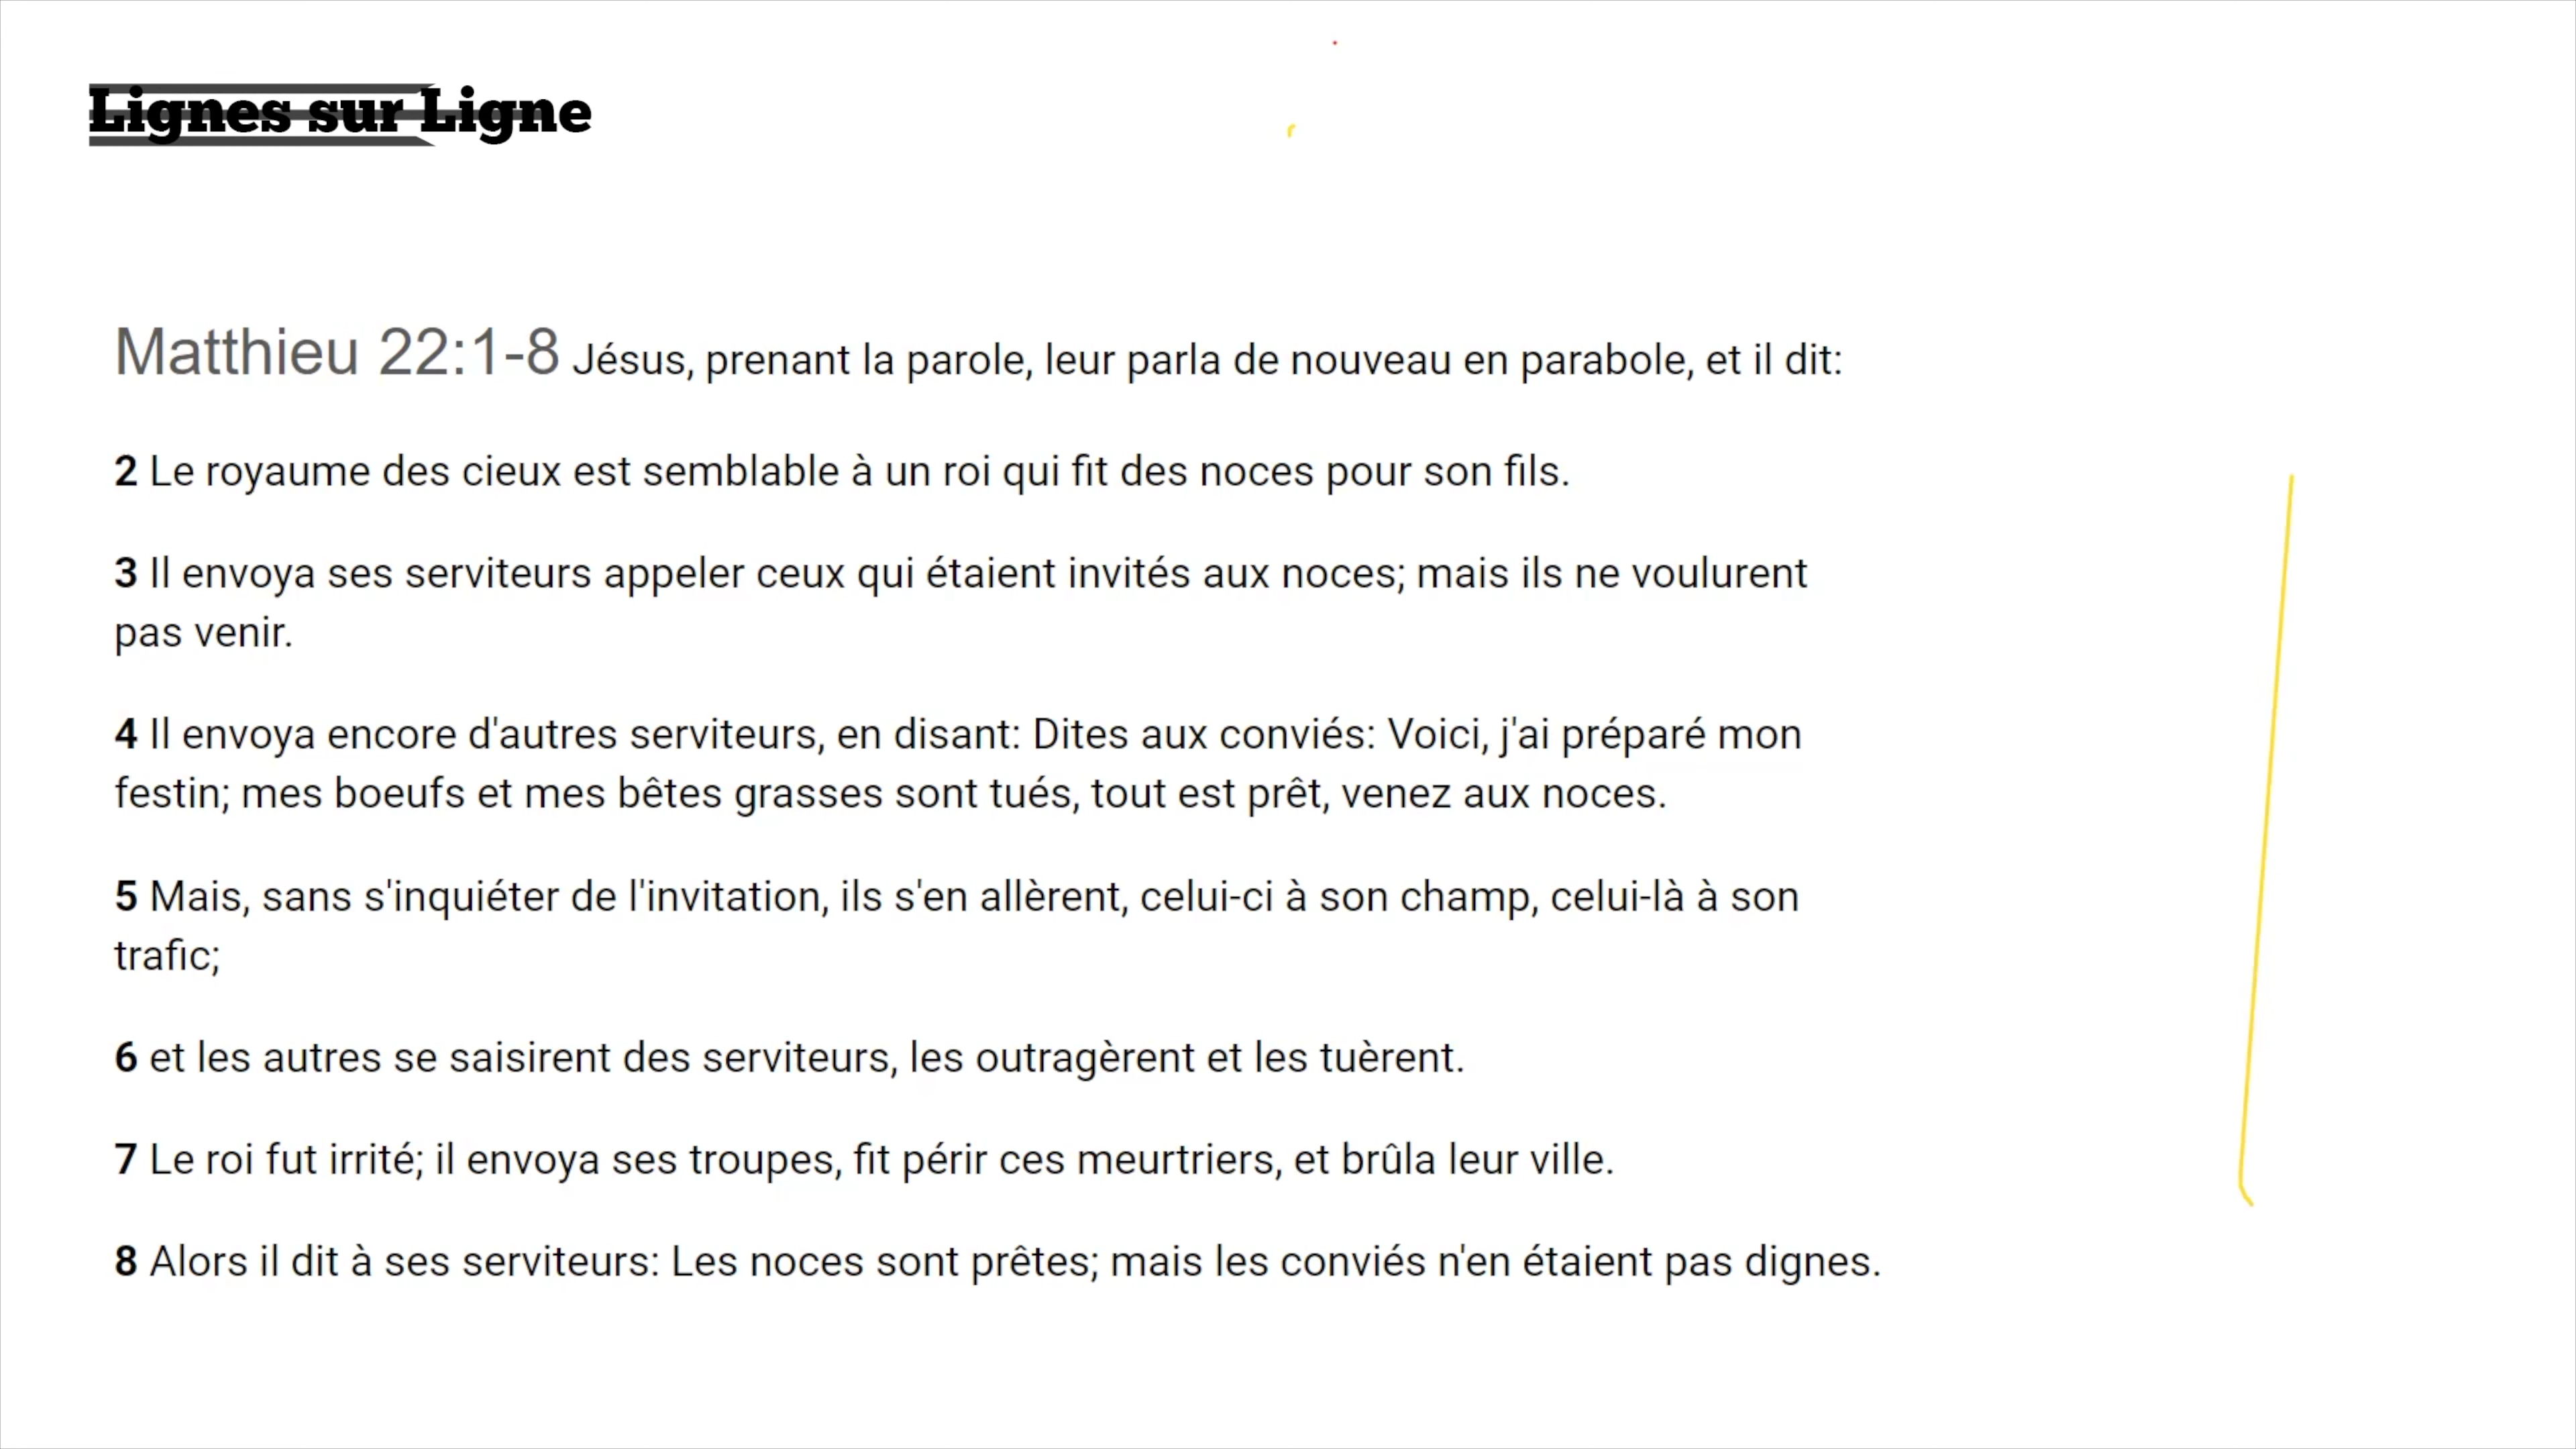 Lignes sur Ligne
Matthieu 22:1-8 Jésus, prenant la parole, leur parla de nouveau en parabole, et il dit:
2 Le royaume des cieux est semblable à un roi qui fit des noces pour son fils.
3 Il envoya ses serviteurs appeler ceux qui étaient invités aux noces; mais ils ne voulurent
pas venir.
4 Il envoya encore d'autres serviteurs, en disant: Dites aux conviés: Voici, j'ai préparé mon
festin; mes boeufs et mes bêtes grasses sont tués, tout est prêt, venez aux noces.
5 Mais, sans s'inquiéter de l'invitation, ils s'en allèrent, celui-ci à son champ, celui-là à son
trafic;
6 et les autres se saisirent des serviteurs, les outragèrent et les tuèrent.
7 Le roi fut irrité; il envoya ses troupes, fit périr ces meurtriers, et brûla leur ville.
8 Alors il dit à ses serviteurs: Les noces sont prêtes; mais les conviés n'en étaient pas dignes.